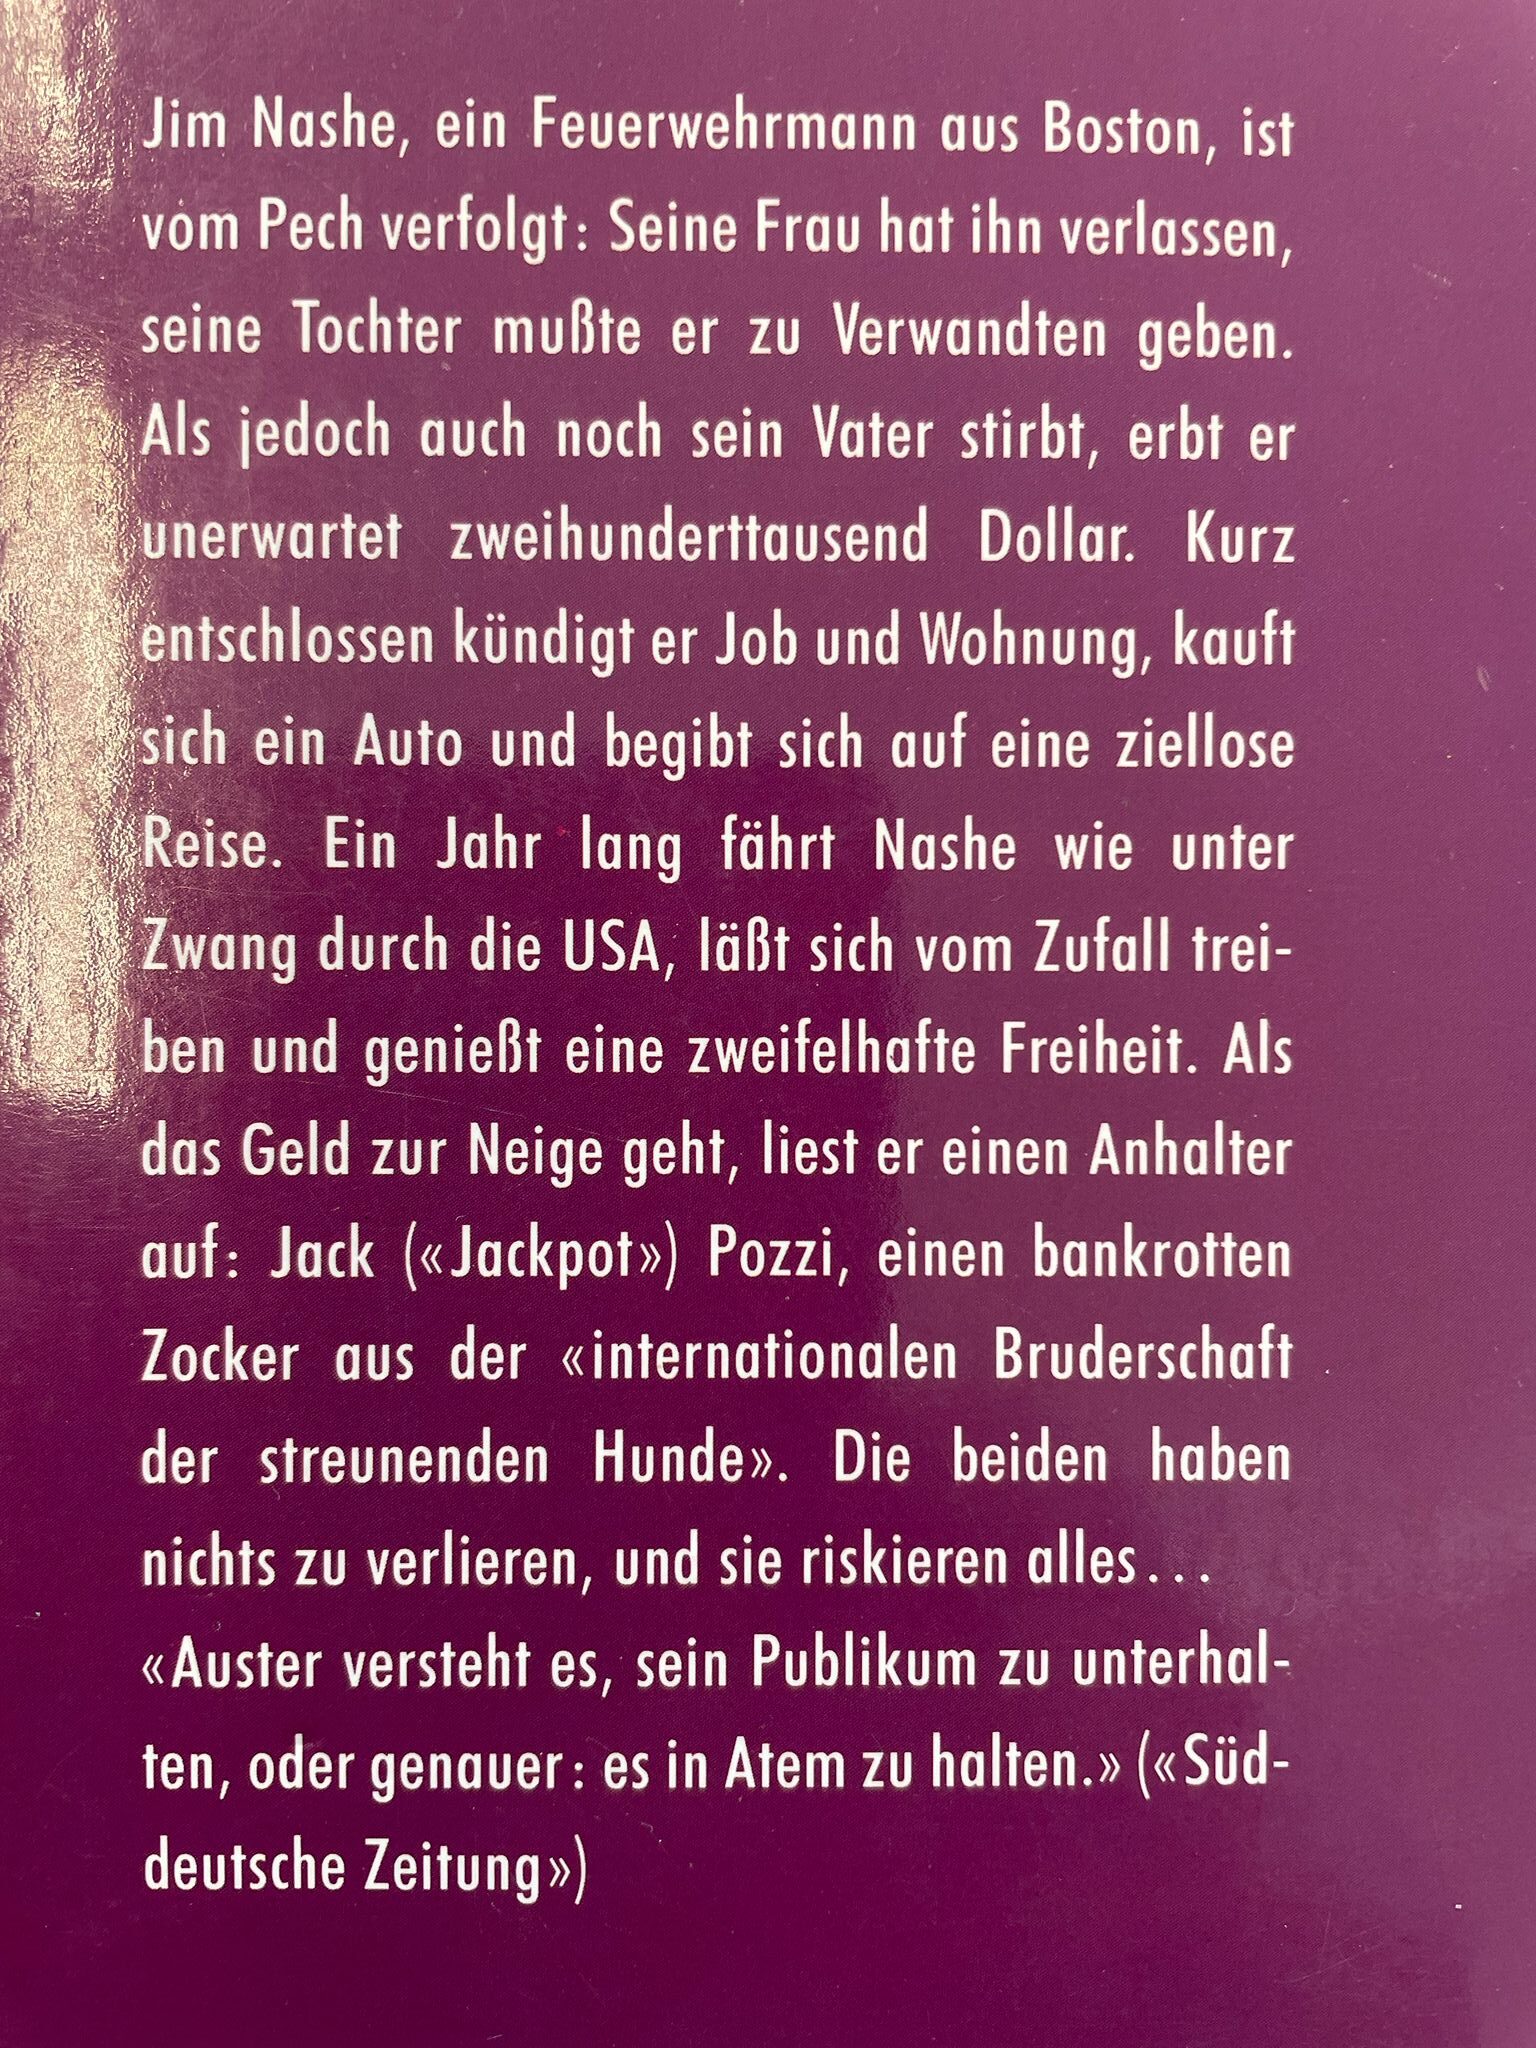 Jim Nashe, ein Feuerwehrmann aus Boston, ist
vom Pech verfolgt: Seine Frau hat ihn verlassen,
seine Tochter mußte er zu Verwandten geben.
Als jedoch auch noch sein Vater stirbt, erbt er
unerwartet zweihunderttausend Dollar. Kurz
entschlossen kündigt er Job und Wohnung, kauft
sich ein Auto und begibt sich auf eine ziellose
Reise. Ein Jahr lang fährt Nashe wie unter
Zwang durch die USA, läßt sich vom Zufall trei-
ben und genießt eine zweifelhafte Freiheit. Als
das Geld zur Neige geht, liest er einen Anhalter
auf: Jack («Jackpot») Pozzi, einen bankrotten
Zocker aus der «internationalen Bruderschaft
der streunenden Hunde». Die beiden haben
nichts zu verlieren, und sie riskieren alles...
«Auster versteht es, sein Publikum zu unterhal-
ten, oder genauer: es in Atem zu halten.» («Süd-
deutsche Zeitung»)